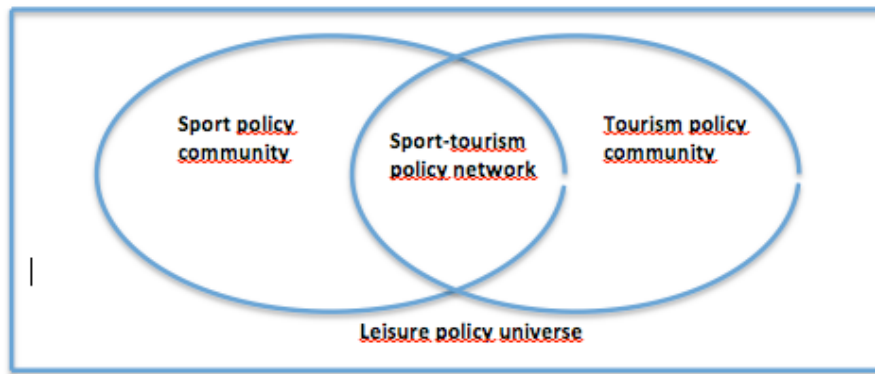 Sport policy
community
Sport-tourism
policy network
Tourism policy
community
Leisure policy universe